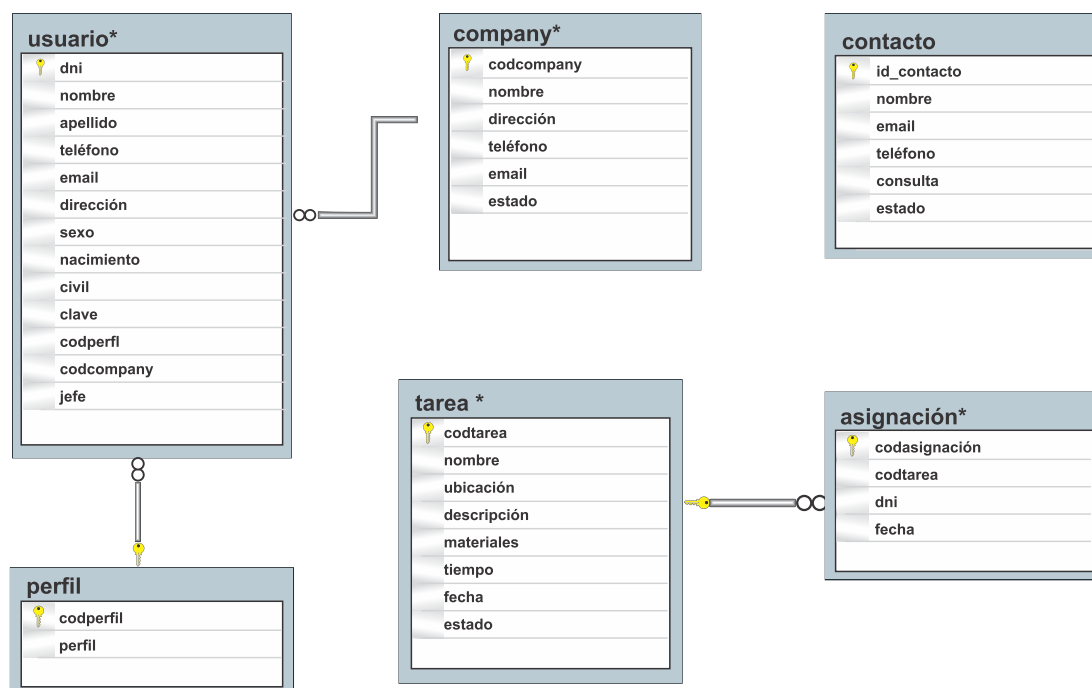 usuario*
dni
nombre
apellido
teléfono
email
dirección
sexo
nacimiento
civil
clave
codperfl
codcompany
jefe
company*
codcompany
nombre
dirección
teléfono
email
estado
contacto
id_contacto
nombre
email
teléfono
consulta
estado
perfil
codperfil
perfil
tarea *
codtarea
nombre
ubicación
descripción
materiales
tiempo
fecha
estado
asignación*
codasignación
codtarea
dni
fecha